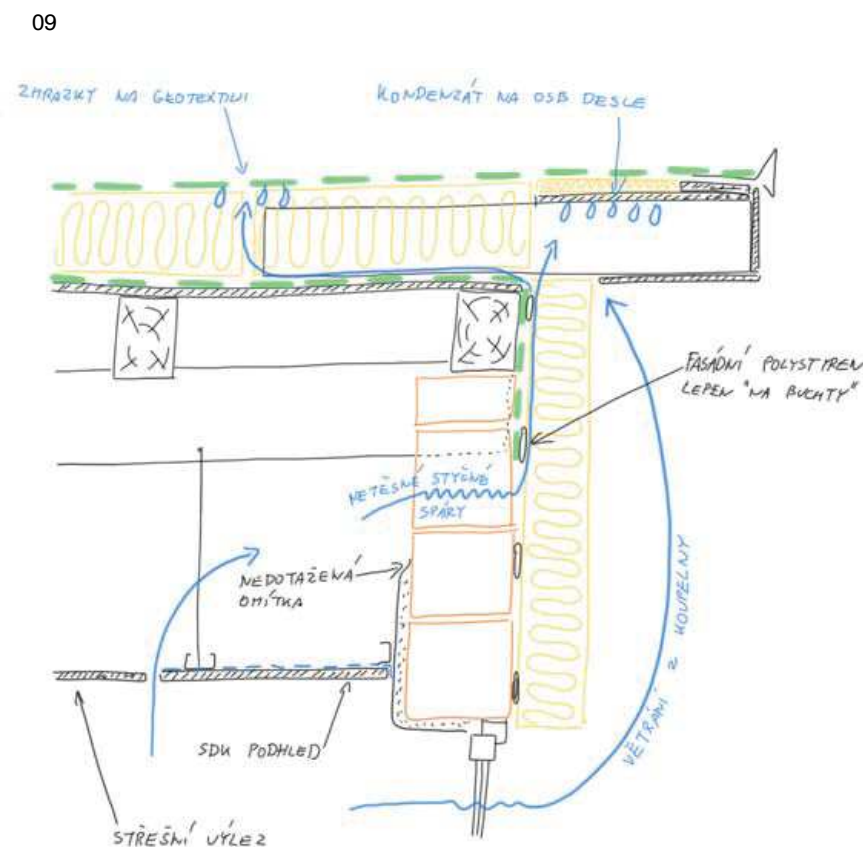 09
ZMRAZKY NA GEOTEXTILII
KONDENZÁT NA OSB DESCE
FASÁDNÍ POLYSTYREN
LEPEN "NA BUCHTY"
NETĚSNÉ STYČNÉ
SPÁRY
NEDOTAŽENÁ
OMÍTKA
VĚTRÁNÍ Z KOUPELNY
SDK PODHLED
STŘEŠNÍ VÝLEZ